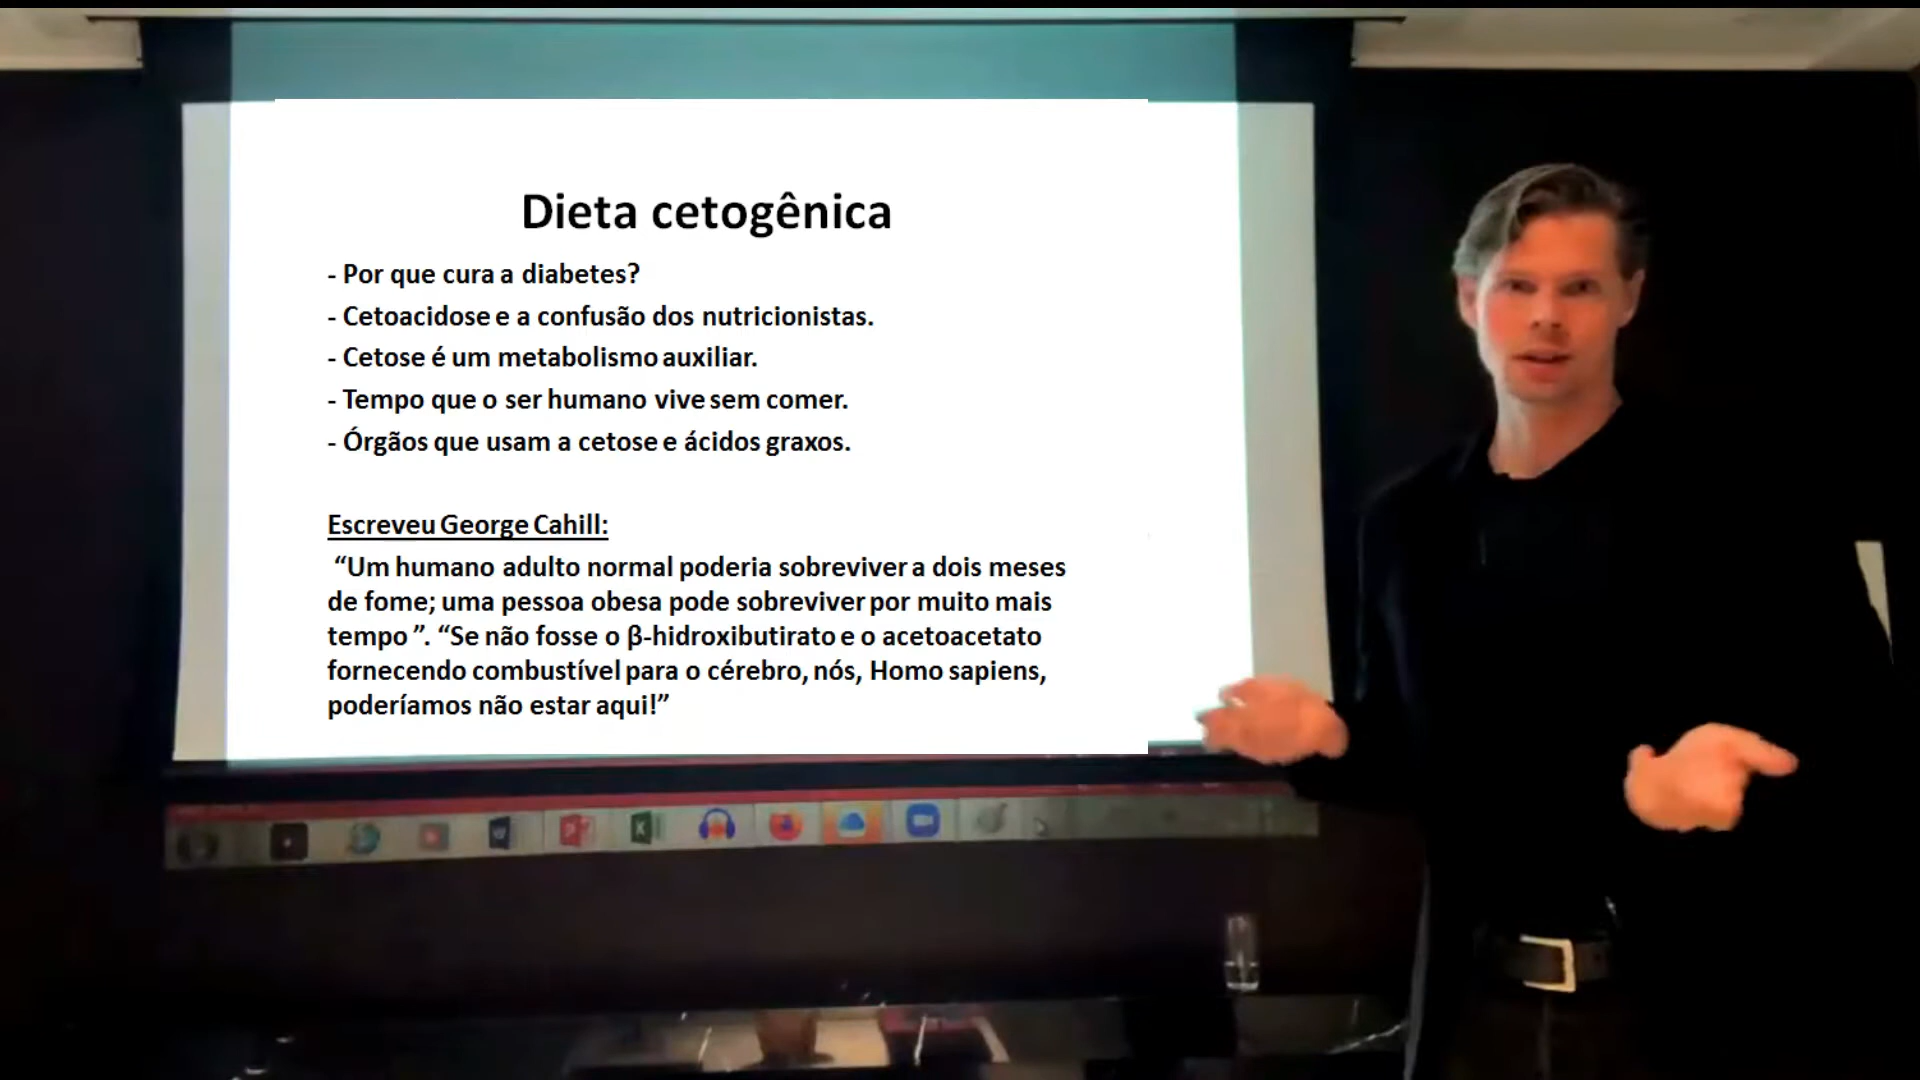 Dieta cetogênica
- Por que cura a diabetes?
- Cetoacidose e a confusão dos nutricionistas.
- Cetose é um metabolismo auxiliar.
- Tempo que o ser humano vive sem comer.
- Órgãos que usam a cetose e ácidos graxos.
Escreveu George Cahill:
“Um humano adulto normal poderia sobreviver a dois meses
de fome; uma pessoa obesa pode sobreviver por muito mais
tempo ”. “Se não fosse o β-hidroxibutirato e o acetoacetato
fornecendo combustível para o cérebro, nós, Homo sapiens,
poderíamos não estar aqui!”